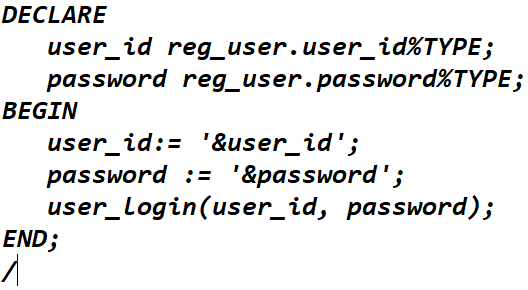 DECLARE
user_id reg_user.user_id%TYPE;
password reg_user.password%TYPE;
BEGIN
user_id:= '&user_id';
password := '&password';
user_login(user_id, password);
END;
/